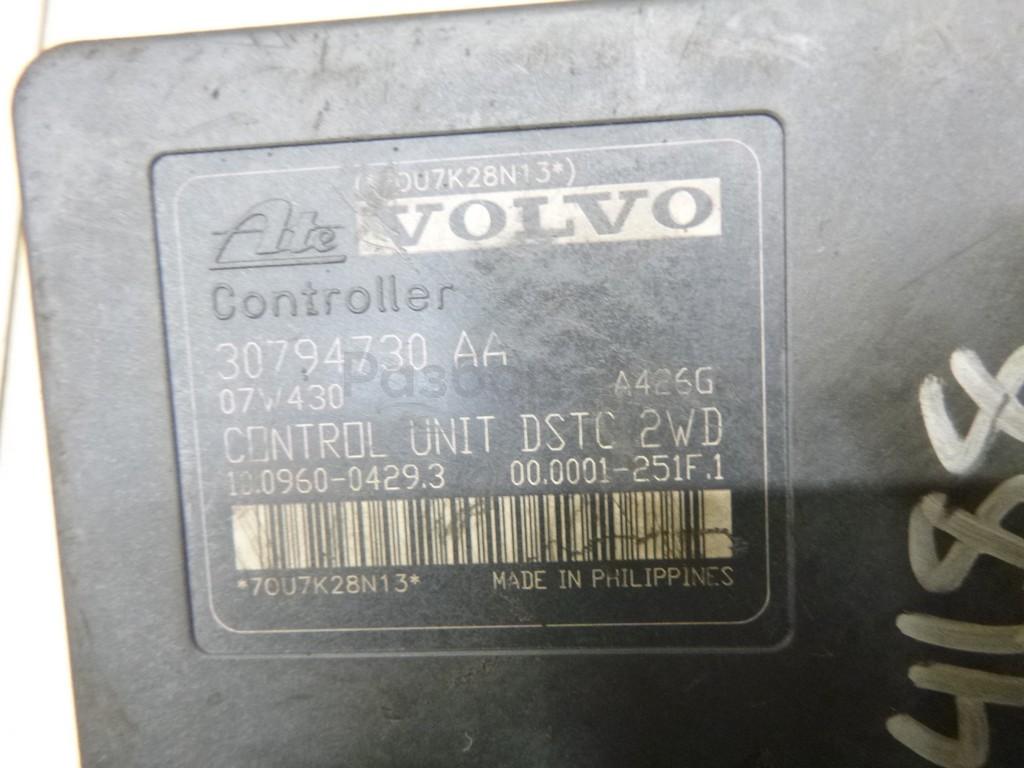 (*70U7K28N13*)
Ate VOLVO
Controller
30794730 AA
07W430 A426G
CONTROL UNIT DSTC 2WD
10.0960-0429.3 00.0001-251F.1
*70U7K28N13* MADE IN PHILIPPINES